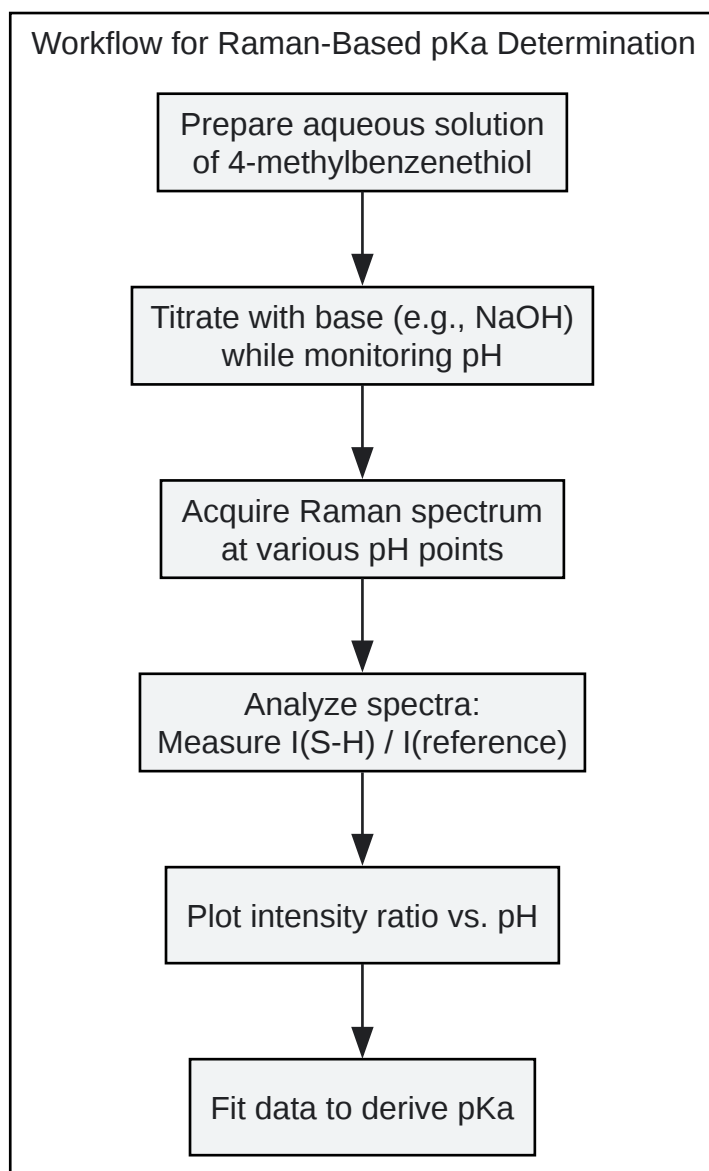 Workflow for Raman-Based pKa Determination
Prepare aqueous solution
of 4-methylbenzenethiol
Titrate with base (e.g., NaOH)
while monitoring pH
Acquire Raman spectrum
at various pH points
Analyze spectra:
Measure I(S-H) / I(reference)
Plot intensity ratio vs. pH
Fit data to derive pKa